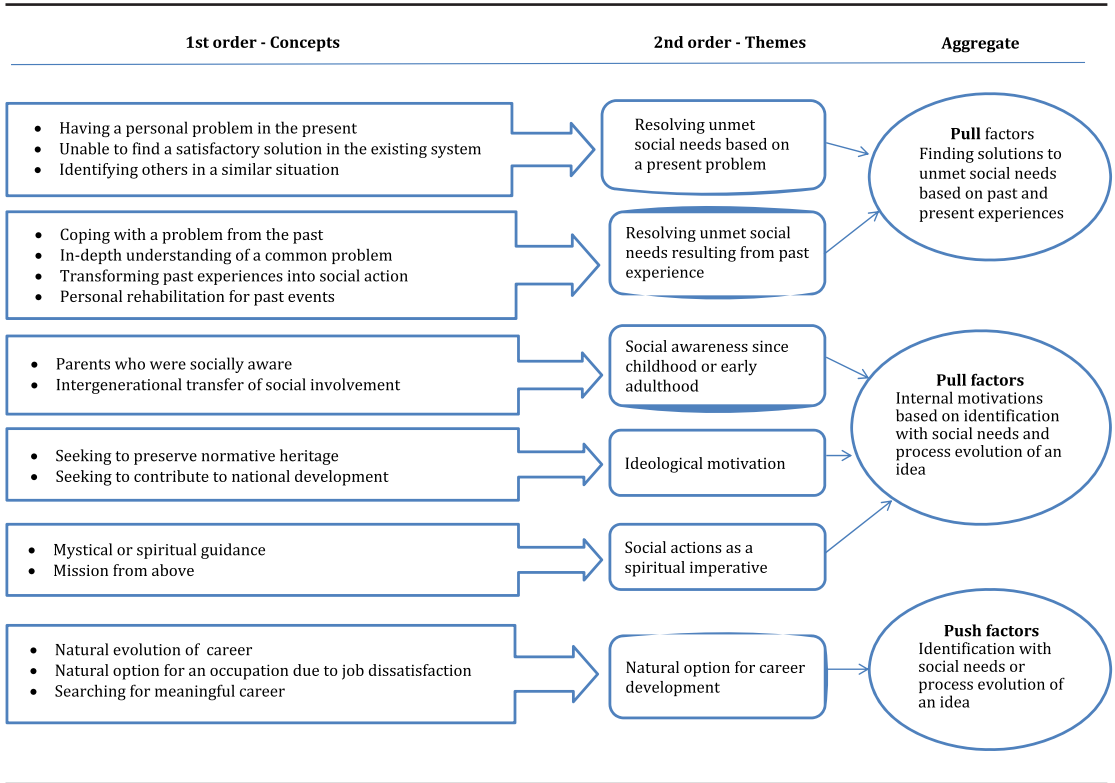 1st order - Concepts
2nd order - Themes
Aggregate
• Having a personal problem in the present
• Unable to find a satisfactory solution in the existing system
• Identifying others in a similar situation
Resolving unmet
social needs based on
a present problem
Pull factors
Finding solutions to
unmet social needs
based on past and
present experiences
• Coping with a problem from the past
• In-depth understanding of a common problem
• Transforming past experiences into social action
• Personal rehabilitation for past events
Resolving unmet social
needs resulting from past
experience
• Parents who were socially aware
• Intergenerational transfer of social involvement
Social awareness since
childhood or early
adulthood
Pull factors
Internal motivations
based on identification
with social needs and
process evolution of an
idea
• Seeking to preserve normative heritage
• Seeking to contribute to national development
Ideological motivation
• Mystical or spiritual guidance
• Mission from above
Social actions as a
spiritual imperative
• Natural evolution of career
• Natural option for an occupation due to job dissatisfaction
• Searching for meaningful career
Natural option for career
development
Push factors
Identification with
social needs or
process evolution of
an idea